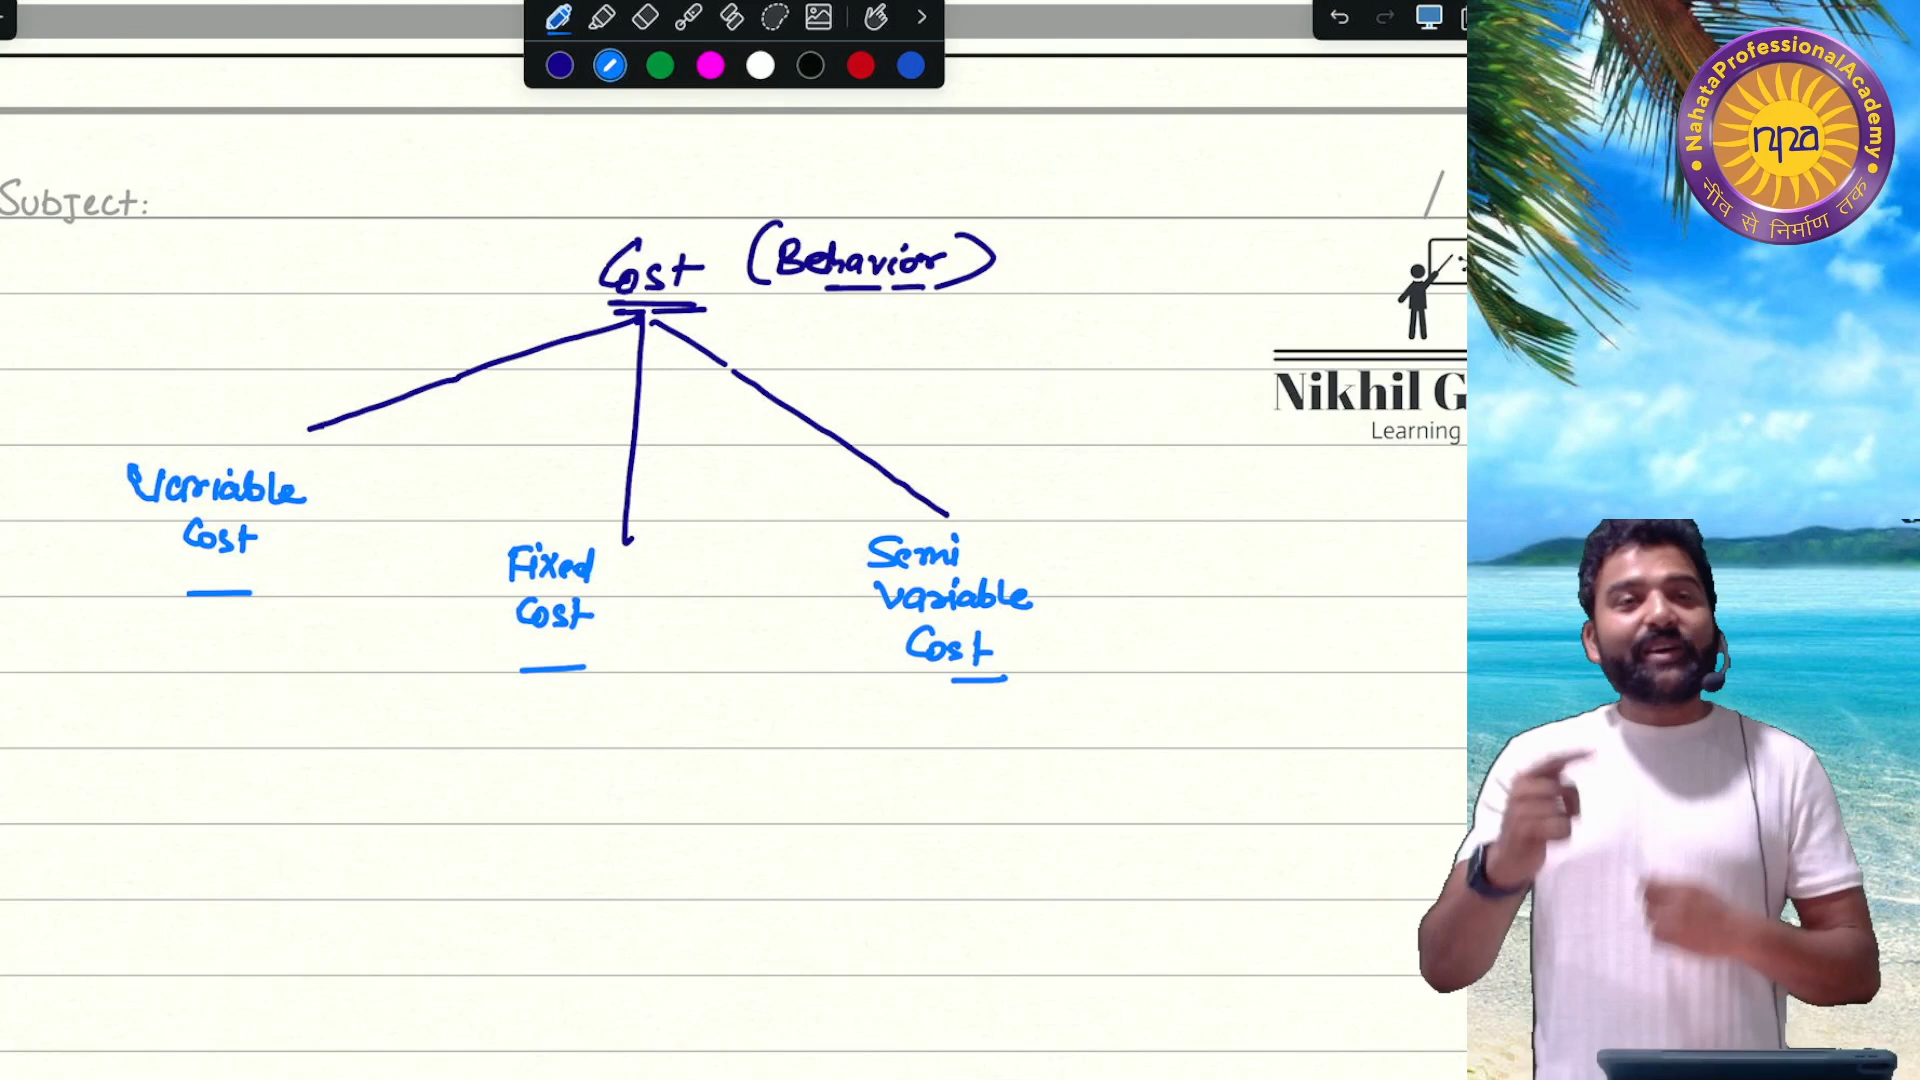 Subject:
Cost (Behavior)
Variable
Cost
Fixed
Cost
Semi
Variable
Cost
Nikhil G
Learning
• NahataProfessionalAcademy •
npa
नींव से निर्माण तक